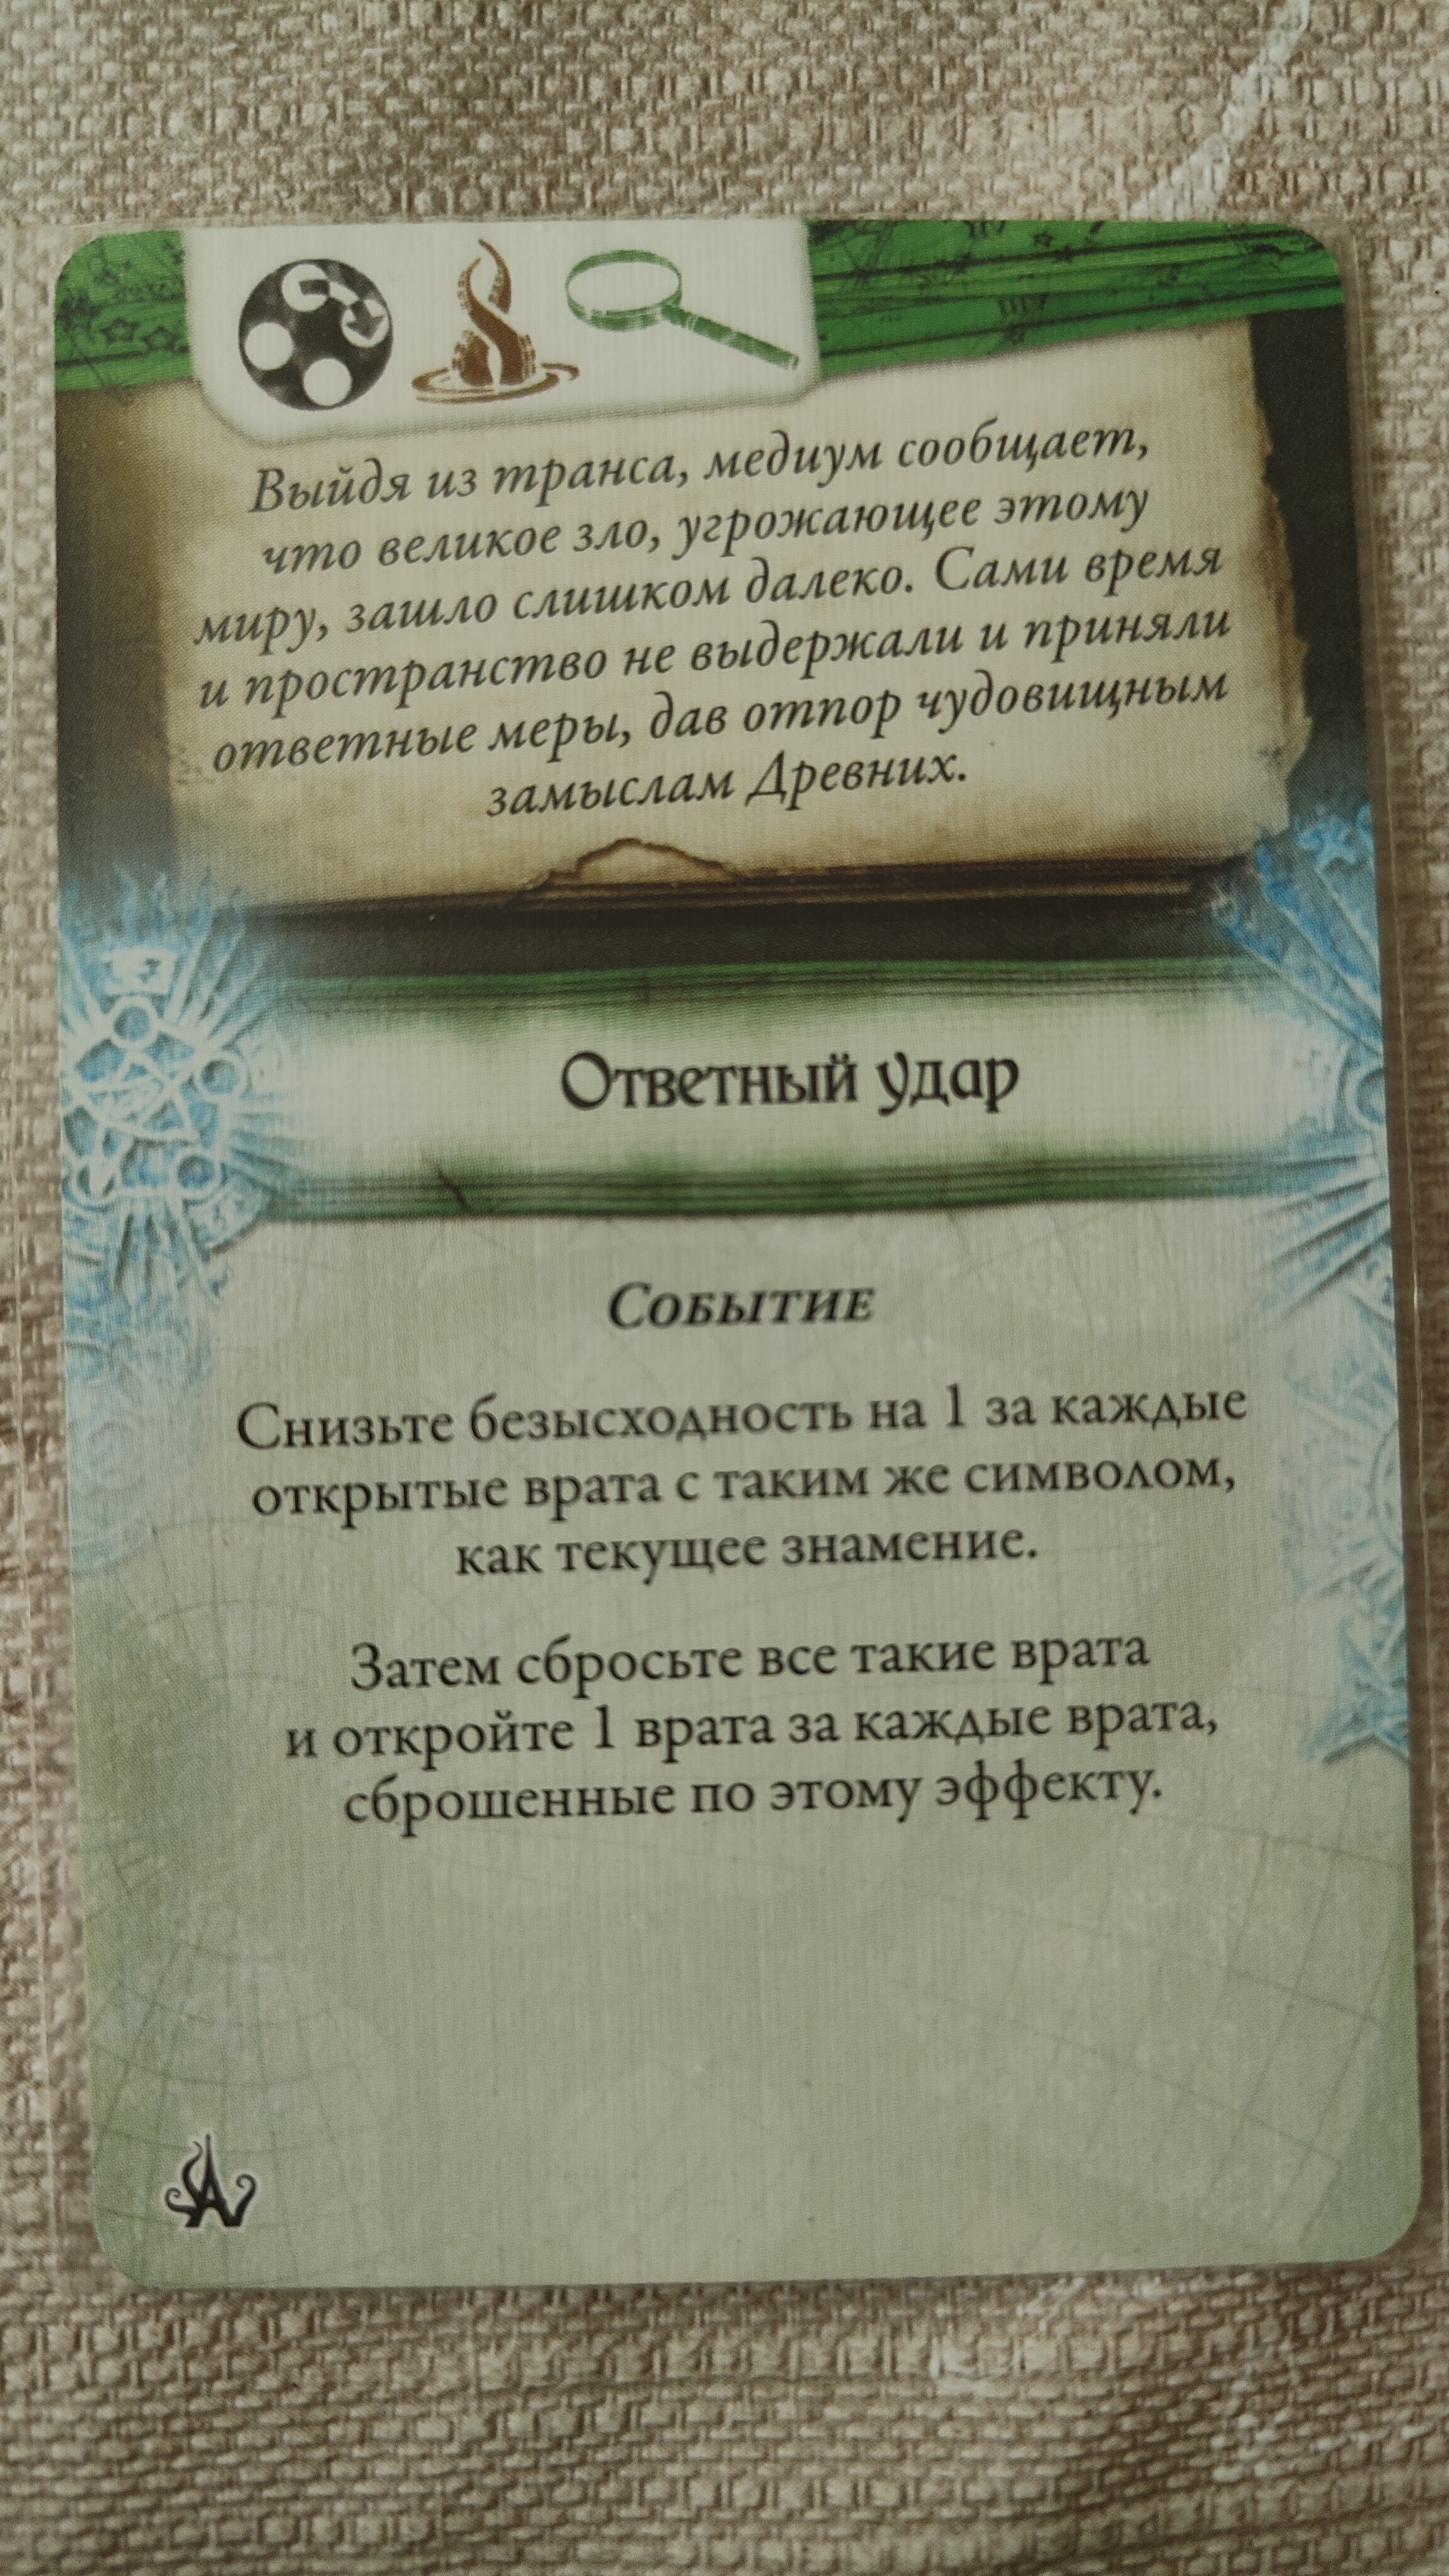 Выйдя из транса, медиум сообщает,
что великое зло, угрожающее этому
миру, зашло слишком далеко. Сами время
и пространство не выдержали и приняли
ответные меры, дав отпор чудовищным
замыслам Древних.
Ответный удар
Событие
Снизьте безысходность на 1 за каждые
открытые врата с таким же символом,
как текущее знамение.
Затем сбросьте все такие врата
и откройте 1 врата за каждые врата,
сброшенные по этому эффекту.